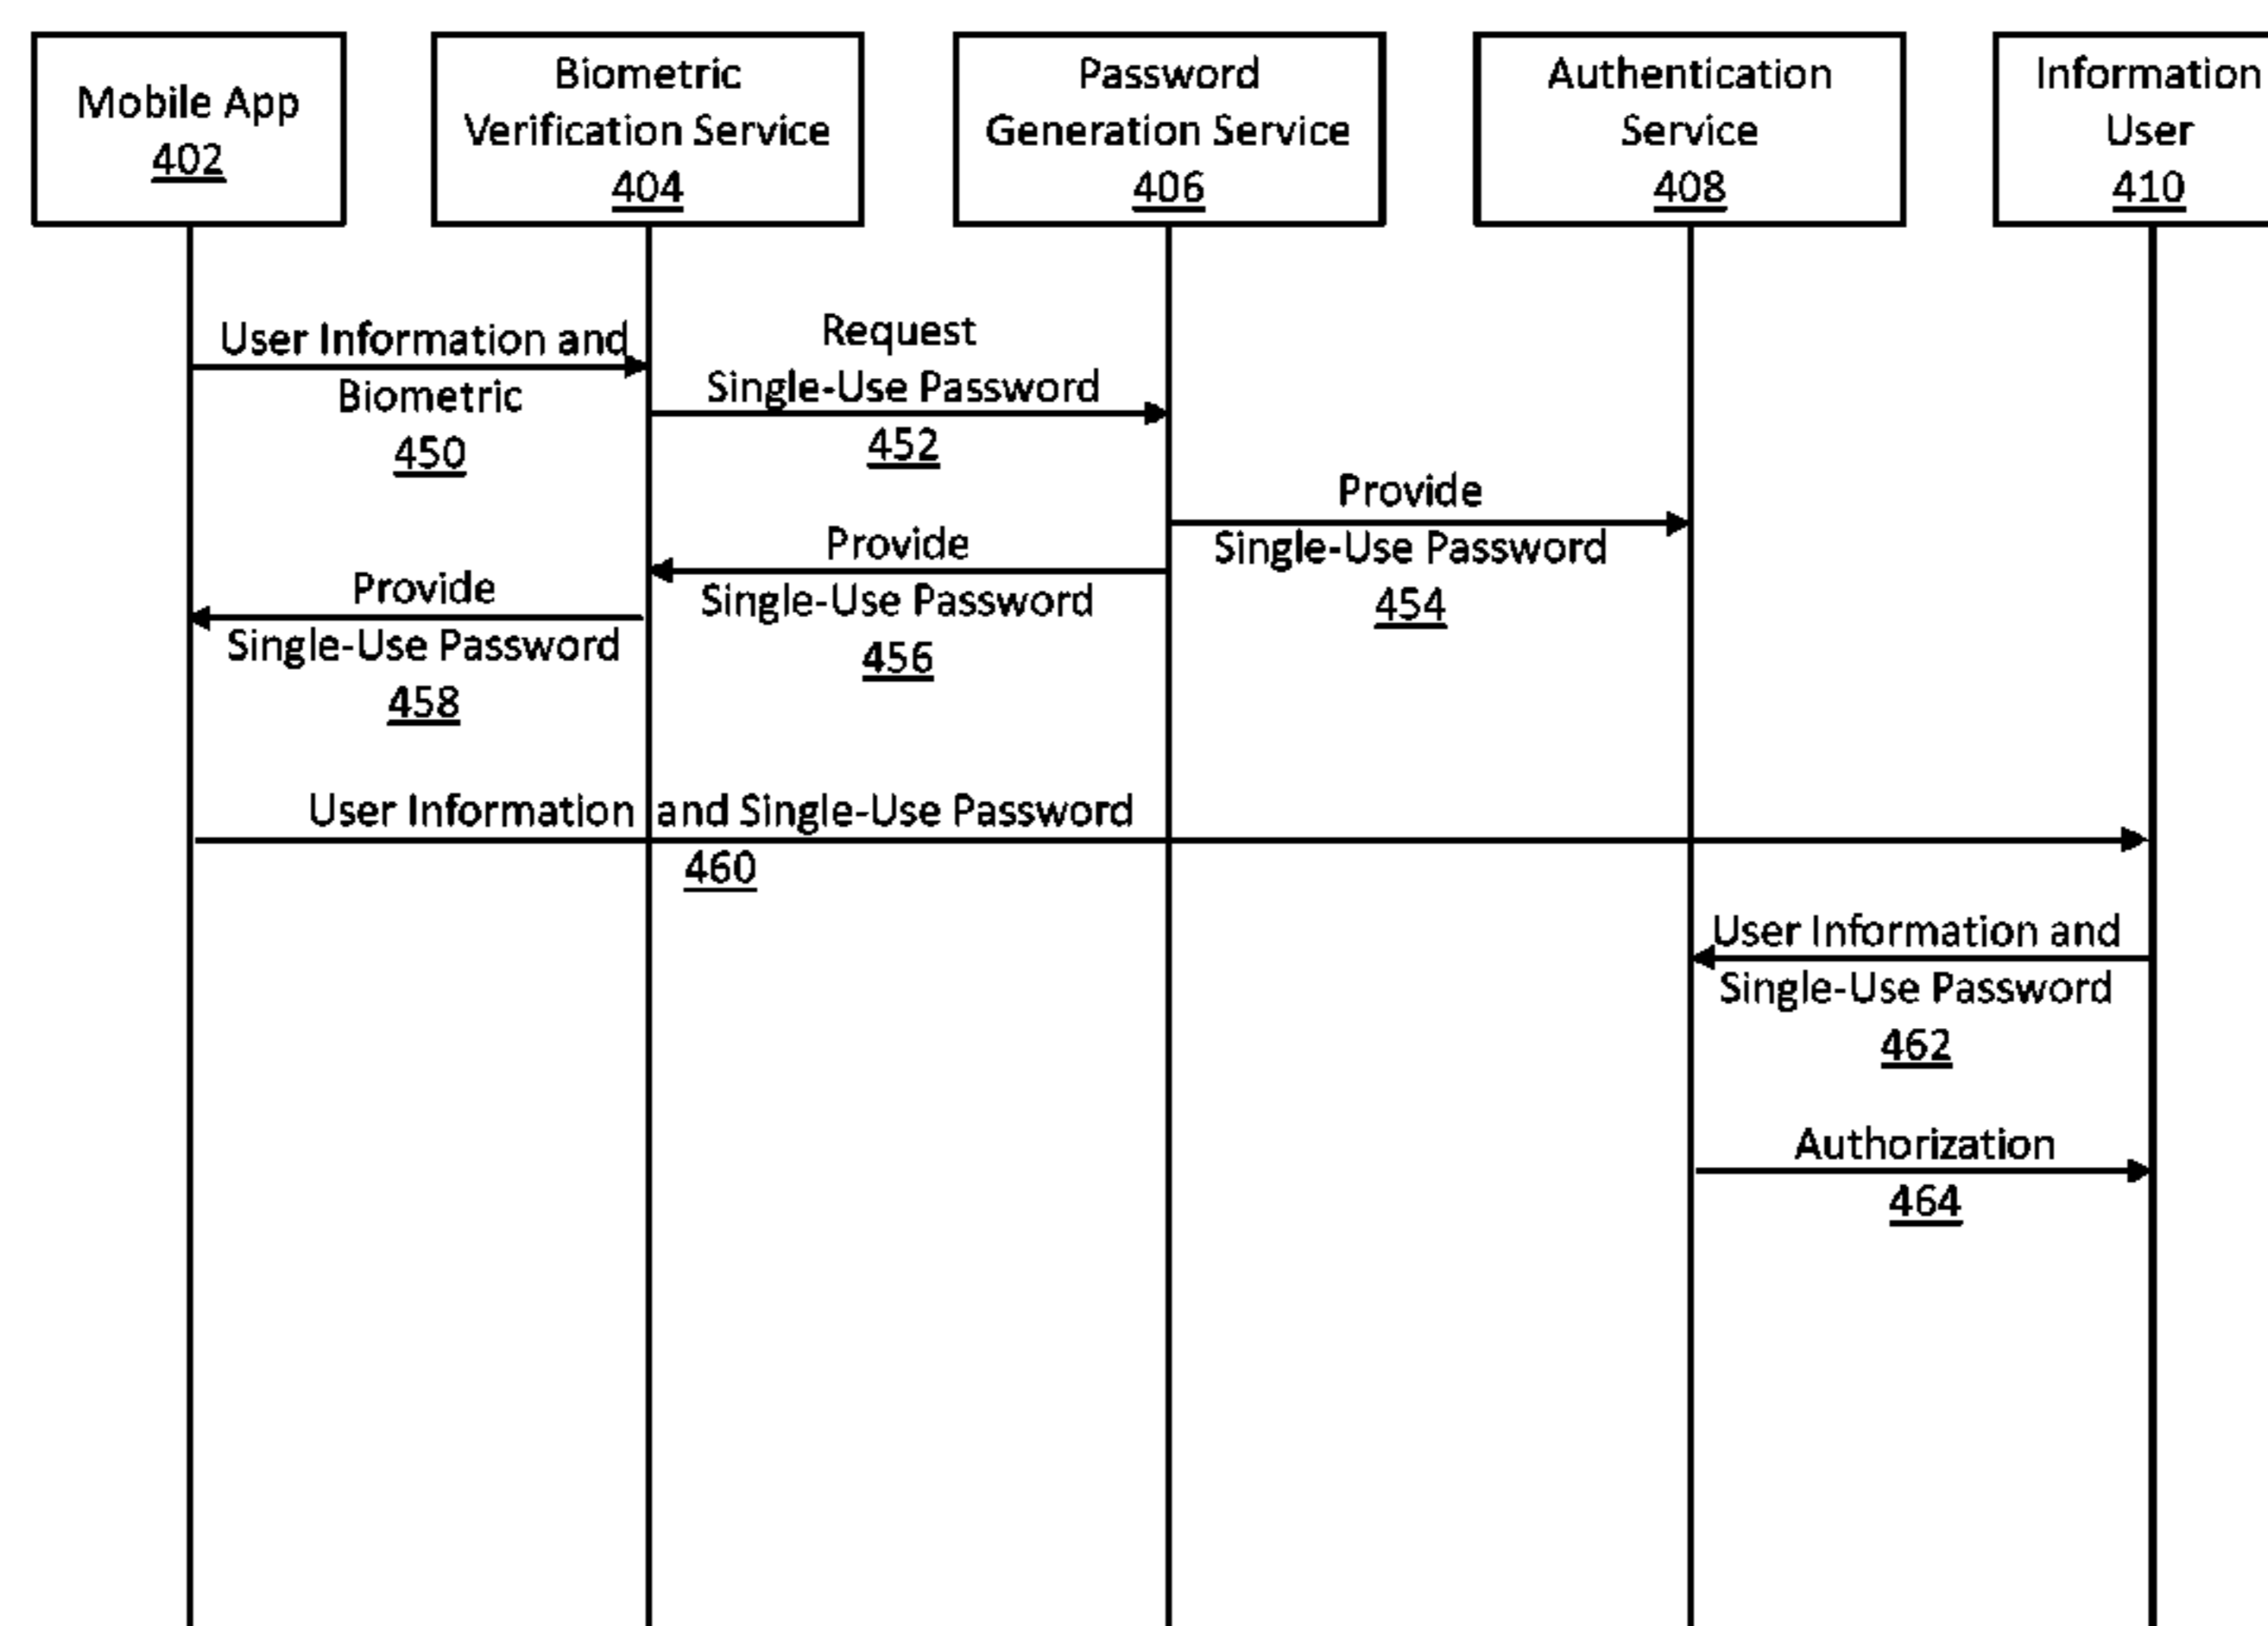 Mobile App
402
Biometric
Verification Service
404
Password
Generation Service
406
Authentication
Service
408
Information
User
410
User Information and
Biometric
450
Request
Single-Use Password
452
Provide
Single-Use Password
454
Provide
Single-Use Password
456
Provide
Single-Use Password
458
User Information and Single-Use Password
460
User Information and
Single-Use Password
462
Authorization
464